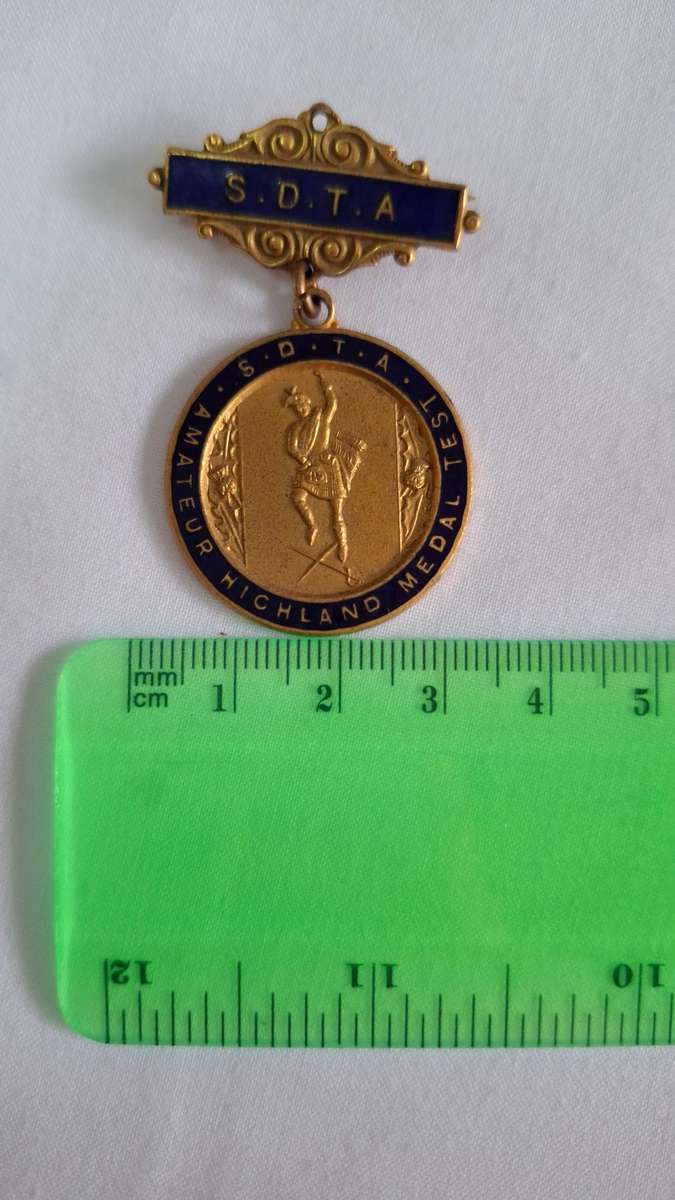 S.D.T.A
· S · D · T · A ·
AMATEUR HIGHLAND MEDAL TEST
mm
cm 1 2 3 4 5
12 11 10